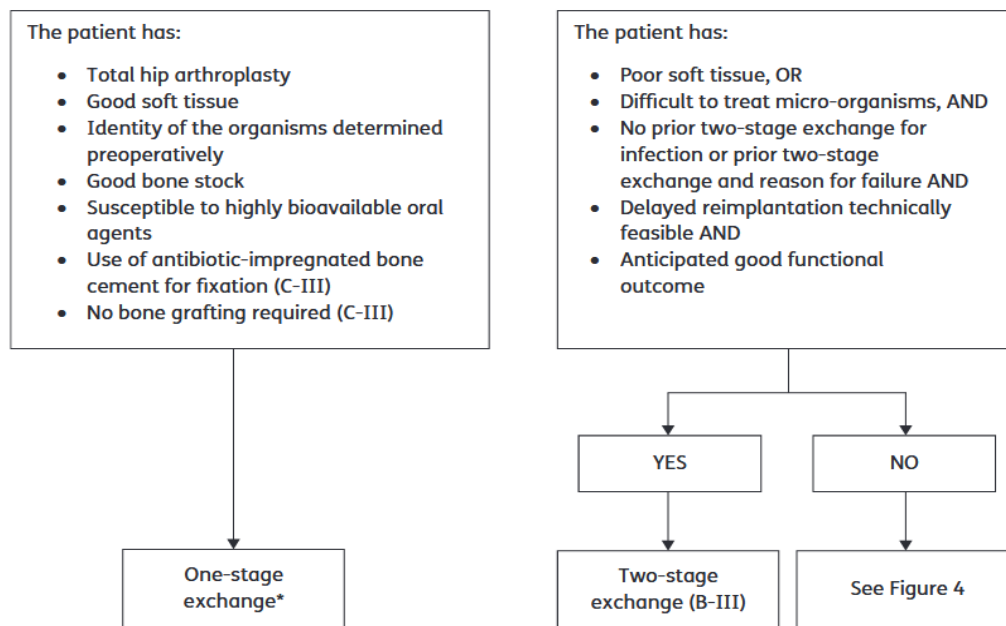 The patient has:
• Total hip arthroplasty
• Good soft tissue
• Identity of the organisms determined
preoperatively
• Good bone stock
• Susceptible to highly bioavailable oral
agents
• Use of antibiotic-impregnated bone
cement for fixation (C-III)
• No bone grafting required (C-III)
One-stage
exchange*
The patient has:
• Poor soft tissue, OR
• Difficult to treat micro-organisms, AND
• No prior two-stage exchange for
infection or prior two-stage
exchange and reason for failure AND
• Delayed reimplantation technically
feasible AND
• Anticipated good functional
outcome
YES
NO
Two-stage
exchange (B-III)
See Figure 4